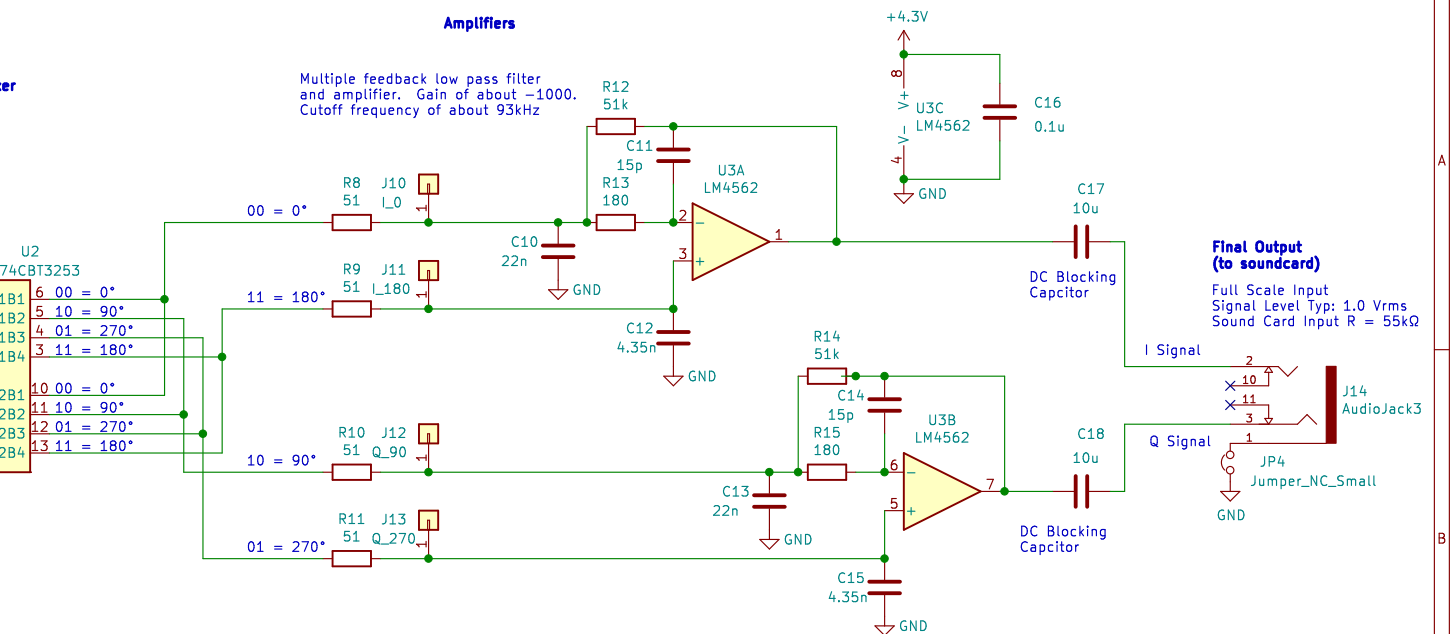 Amplifiers
+4.3V
er
Multiple feedback low pass filter
and amplifier.  Gain of about -1000.
Cutoff frequency of about 93kHz
R12
51k
8
V+
U3C
LM4562
V-
4
GND
C16
0.1u
C11
15p
R13
180
U3A
LM4562
2
-
3
+
1
R8
51
J10
I_0
1
00 = 0°
C10
22n
GND
C17
10u
DC Blocking
Capcitor
Final Output
(to soundcard)
Full Scale Input
Signal Level Typ: 1.0 Vrms
Sound Card Input R = 55kΩ
U2
74CBT3253
R9
51
J11
I_180
1
11 = 180°
C12
4.35n
GND
1B1
6
00 = 0°
1B2
5
10 = 90°
1B3
4
01 = 270°
1B4
3
11 = 180°
2B1
10
00 = 0°
2B2
11
10 = 90°
2B3
12
01 = 270°
2B4
13
11 = 180°
R14
51k
C14
15p
R15
180
U3B
LM4562
6
-
5
+
7
R10
51
J12
Q_90
1
10 = 90°
C13
22n
GND
C18
10u
DC Blocking
Capcitor
I Signal
2
10
11
3
1
Q Signal
J14
AudioJack3
JP4
Jumper_NC_Small
GND
R11
51
J13
Q_270
1
01 = 270°
C15
4.35n
GND
A
B